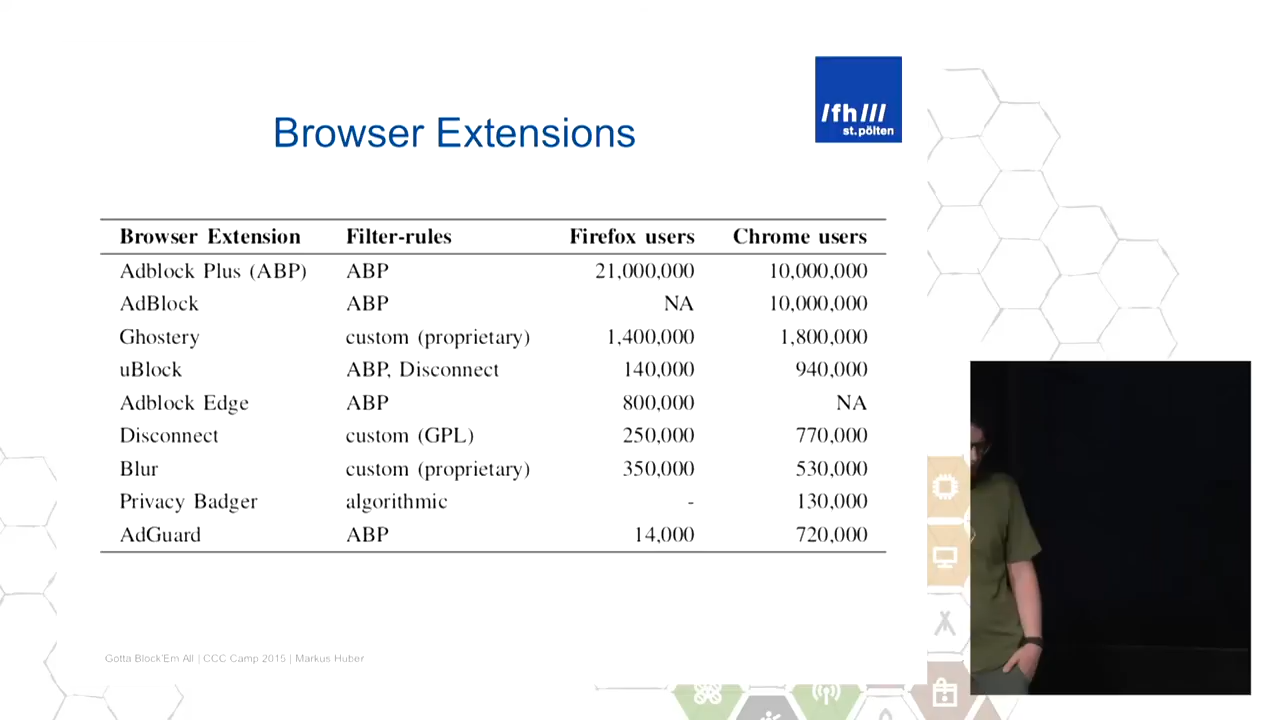 /fh///
st.pölten
Browser Extensions
Browser Extension Filter-rules Firefox users Chrome users
Adblock Plus (ABP) ABP 21,000,000 10,000,000
AdBlock ABP NA 10,000,000
Ghostery custom (proprietary) 1,400,000 1,800,000
uBlock ABP, Disconnect 140,000 940,000
Adblock Edge ABP 800,000 NA
Disconnect custom (GPL) 250,000 770,000
Blur custom (proprietary) 350,000 530,000
Privacy Badger algorithmic - 130,000
AdGuard ABP 14,000 720,000
Gotta Block'Em All | CCC Camp 2015 | Markus Huber